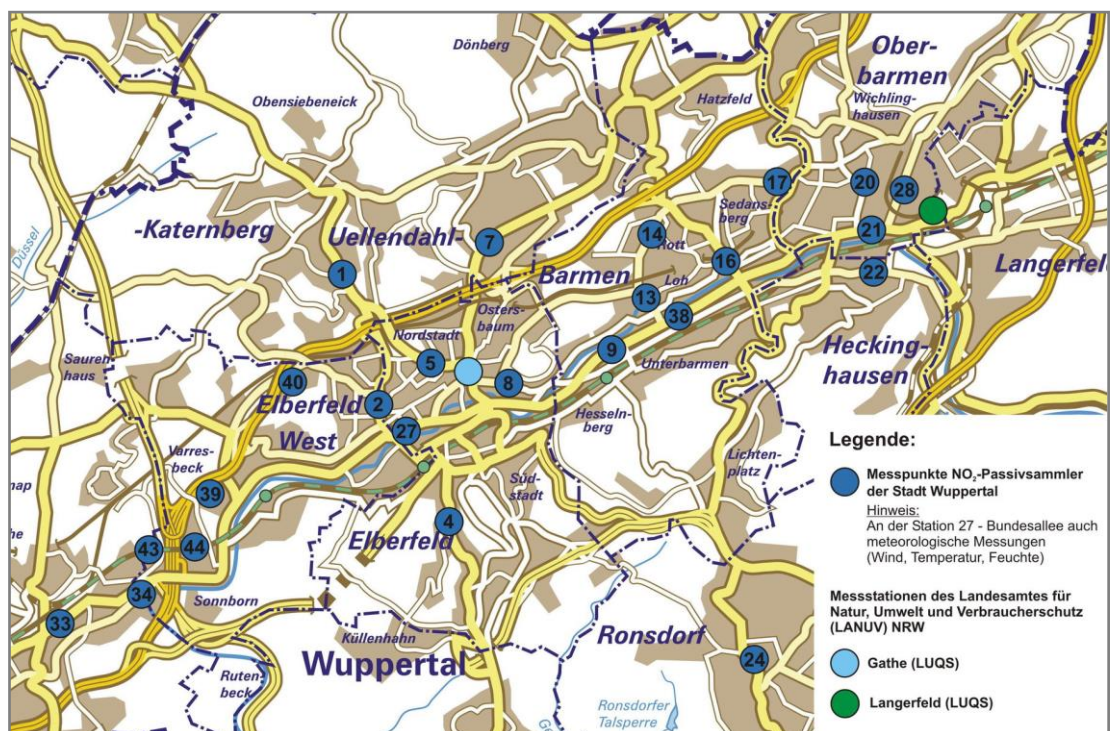 Dönberg
Ober-
barmen
Obensiebeneick
Hatzfeld
Wichling-
hausen
17
20
28
Sedans-
berg
-Katernberg
Uellendahl-
7
14
Rott
21
Düssel
1
Barmen
16
22
Langerfel
Loh
13
Osters-
baum
38
Nordstadt
Sauren-
haus
5
9
Unterbarmen
Hecking-
hausen
40
8
Elberfeld
West
2
27
Hesseln-
berg
Varres-
beck
Süd-
stadt
Lichten-
platz
39
4
Elberfeld
43
44
34
Sonnborn
33
Küllenhahn
Ronsdorf
Wuppertal
24
Ruten-
beck
Ronsdorfer
Talsperre
Legende:
Messpunkte NO₂-Passivsammler
der Stadt Wuppertal
Hinweis:
An der Station 27 - Bundesallee auch
meteorologische Messungen
(Wind, Temperatur, Feuchte)
Messstationen des Landesamtes für
Natur, Umwelt und Verbraucherschutz
(LANUV) NRW
Gathe (LUQS)
Langerfeld (LUQS)